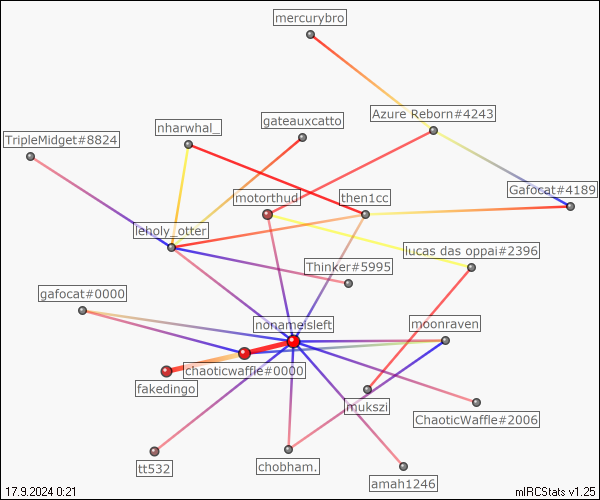 mercurybro
Azure Reborn#4243
gateauxcatto
nharwhal_
TripleMidget#8824
Gafocat#4189
motorthud
then1cc
leholy_otter
lucas das oppai#2396
Thinker#5995
gafocat#0000
nonameisleft
moonraven
chaoticwaffle#0000
fakedingo
mukszi
ChaoticWaffle#2006
tt532
chobham.
amah1246
17.9.2024 0:21
mIRCStats v1.25